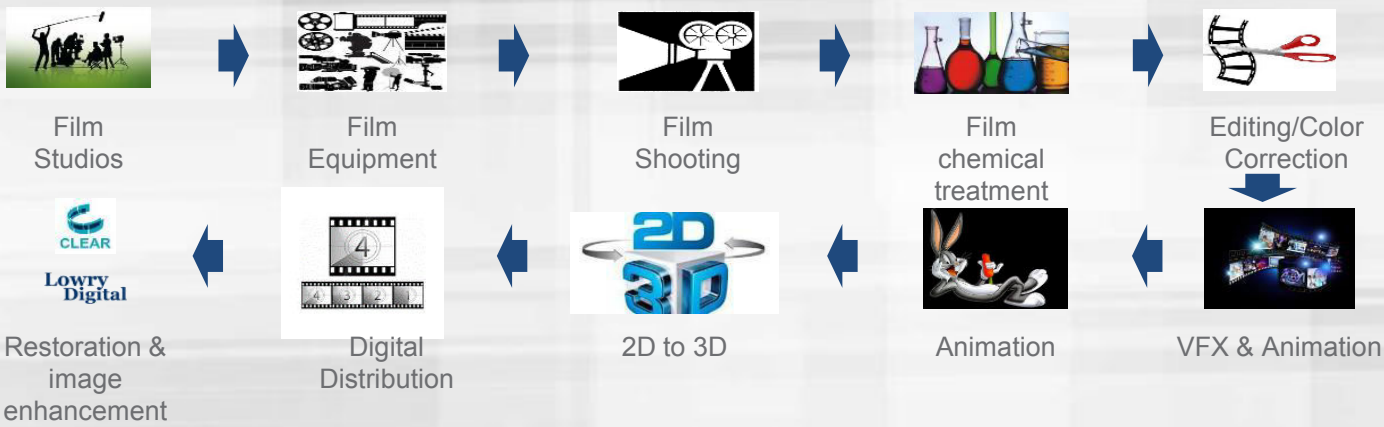 Film
Studios
Film
Equipment
Film
Shooting
Film
chemical
treatment
Editing/Color
Correction
CLEAR
Lowry
Digital
4
4 3 2 1
2D
3D
Restoration &
image
enhancement
Digital
Distribution
2D to 3D
Animation
VFX & Animation